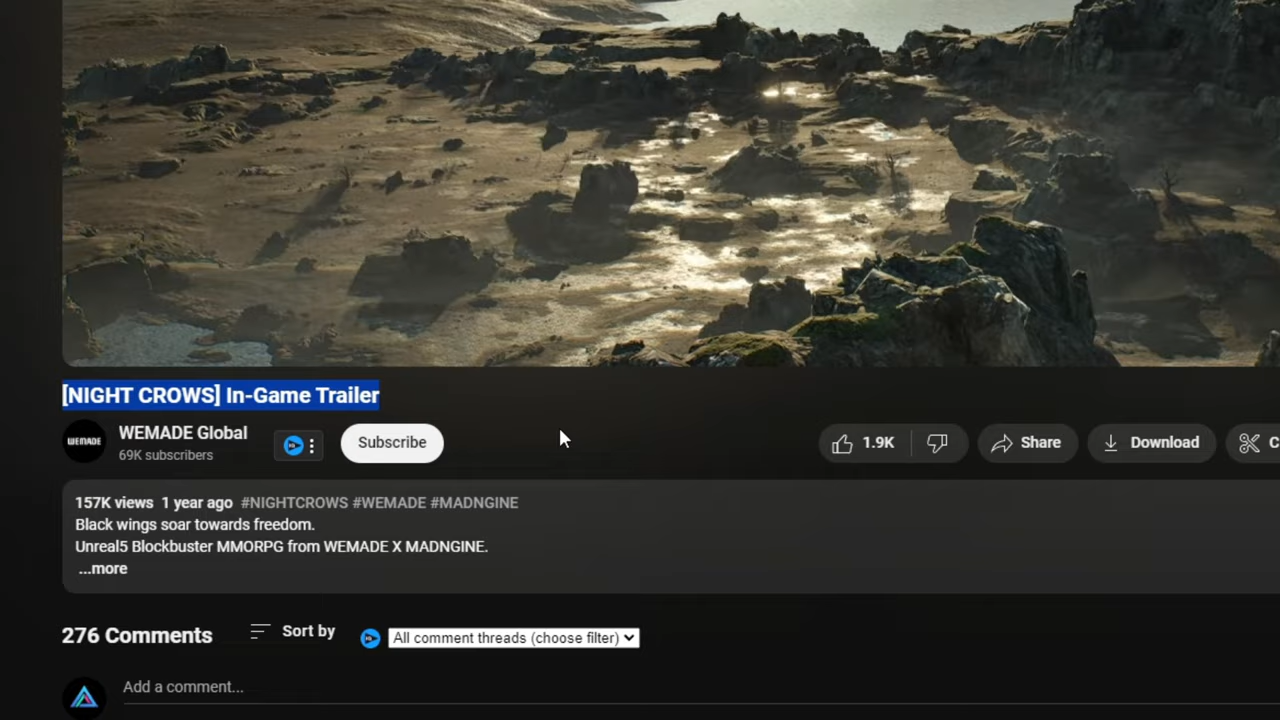 [NIGHT CROWS] In-Game Trailer
WEMADE
WEMADE Global
69K subscribers
Subscribe
1.9K
Share
Download
C
157K views 1 year ago #NIGHTCROWS #WEMADE #MADNGINE
Black wings soar towards freedom.
Unreal5 Blockbuster MMORPG from WEMADE X MADNGINE.
...more
276 Comments
Sort by
All comment threads (choose filter)
Add a comment...